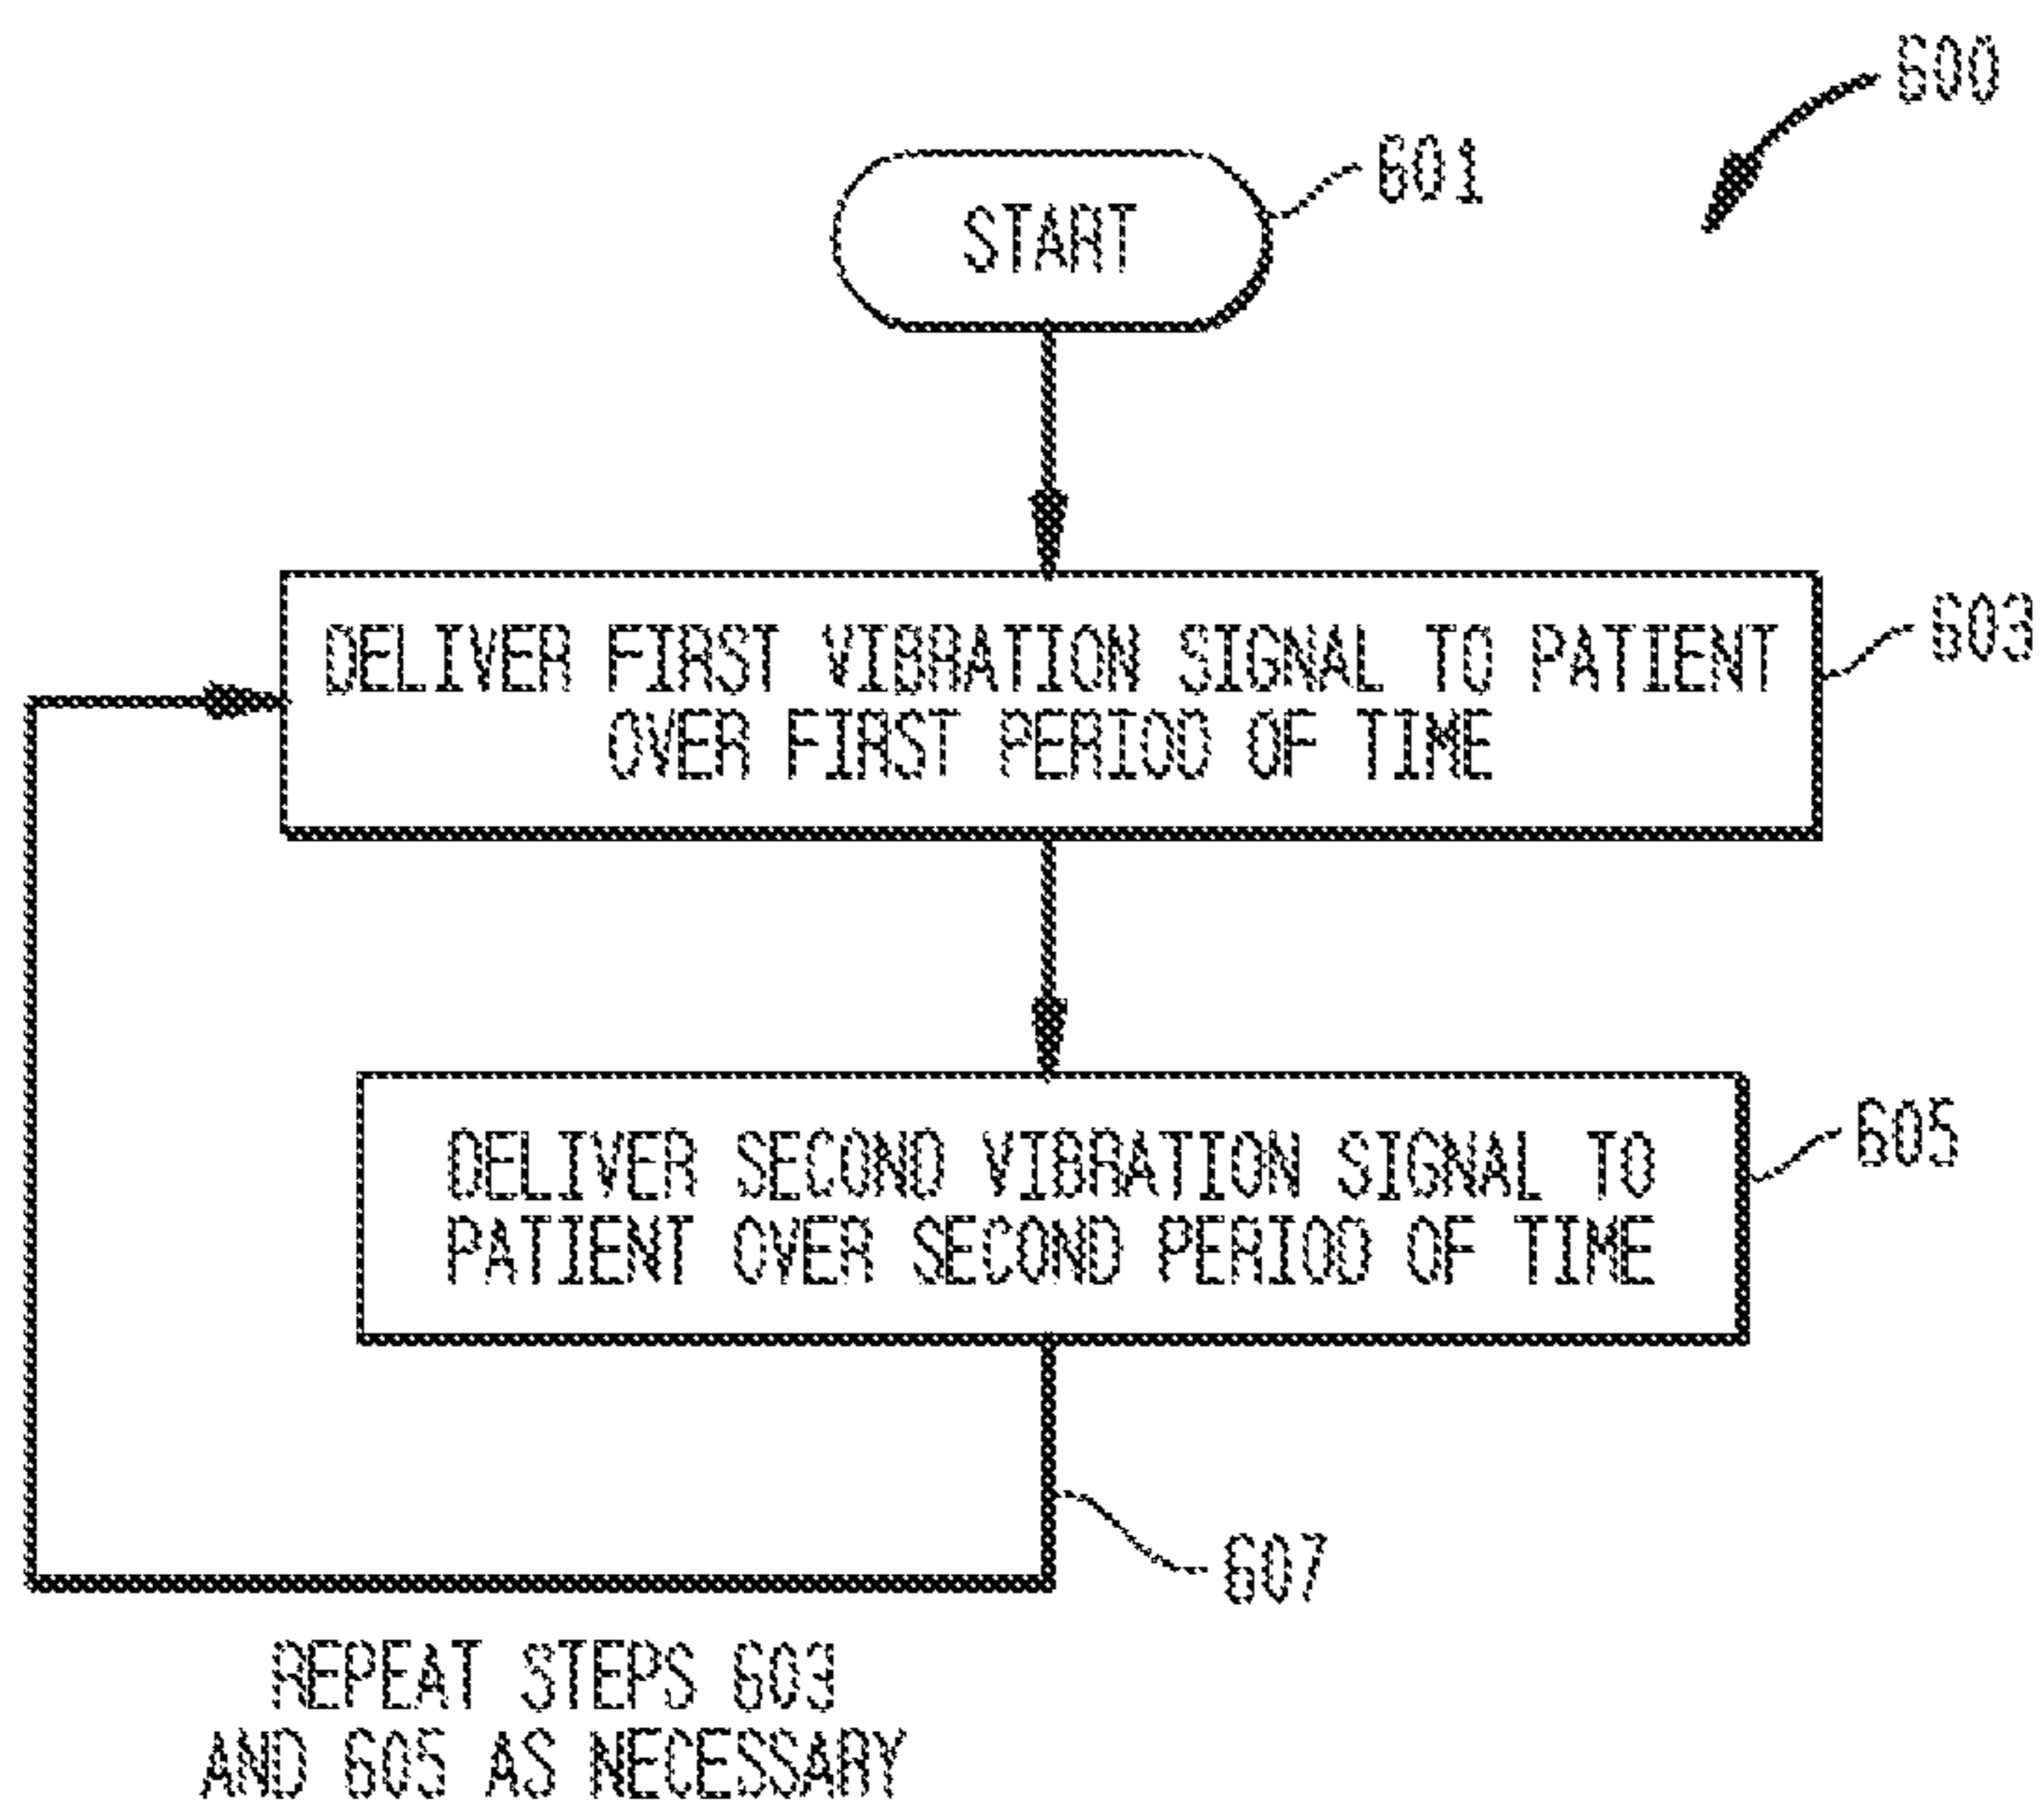 600
601
START
DELIVER FIRST VIBRATION SIGNAL TO PATIENT
OVER FIRST PERIOD OF TIME
603
DELIVER SECOND VIBRATION SIGNAL TO
PATIENT OVER SECOND PERIOD OF TIME
605
607
REPEAT STEPS 603
AND 605 AS NECESSARY